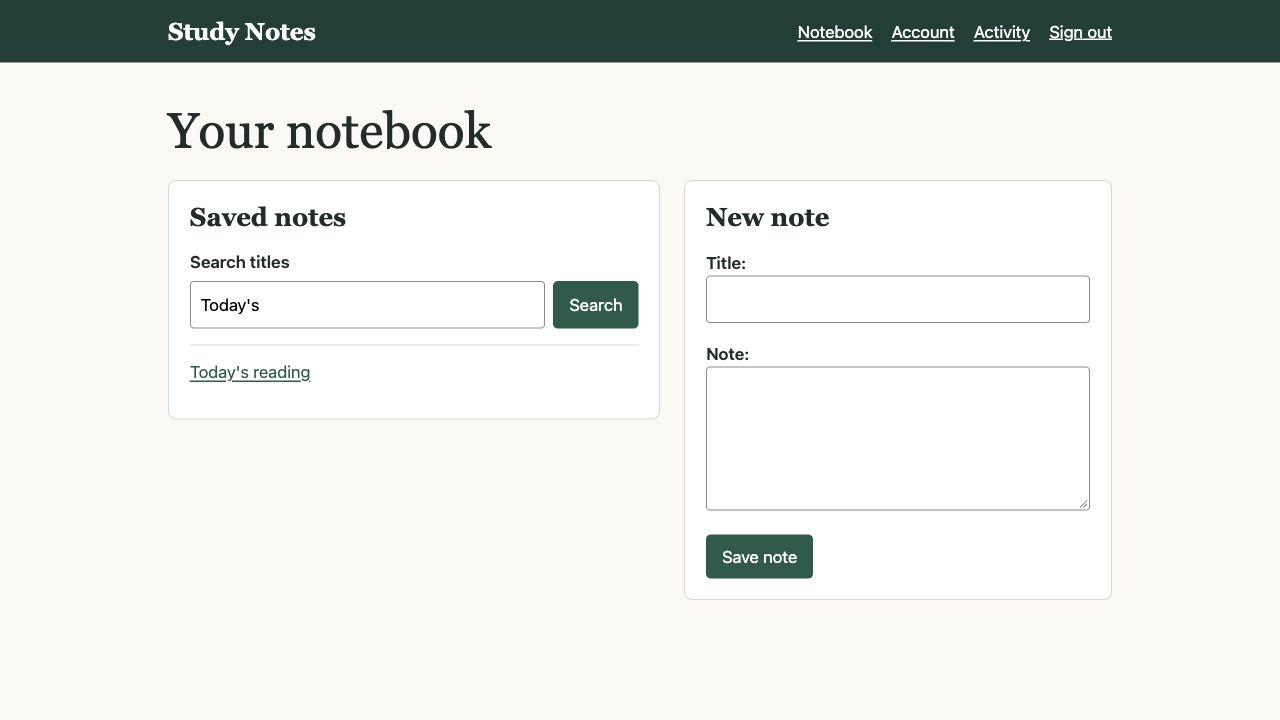 Study Notes
Notebook Account Activity Sign out
Your notebook
Saved notes
Search titles
Today's
Search
Today's reading
New note
Title:
Note:
Save note